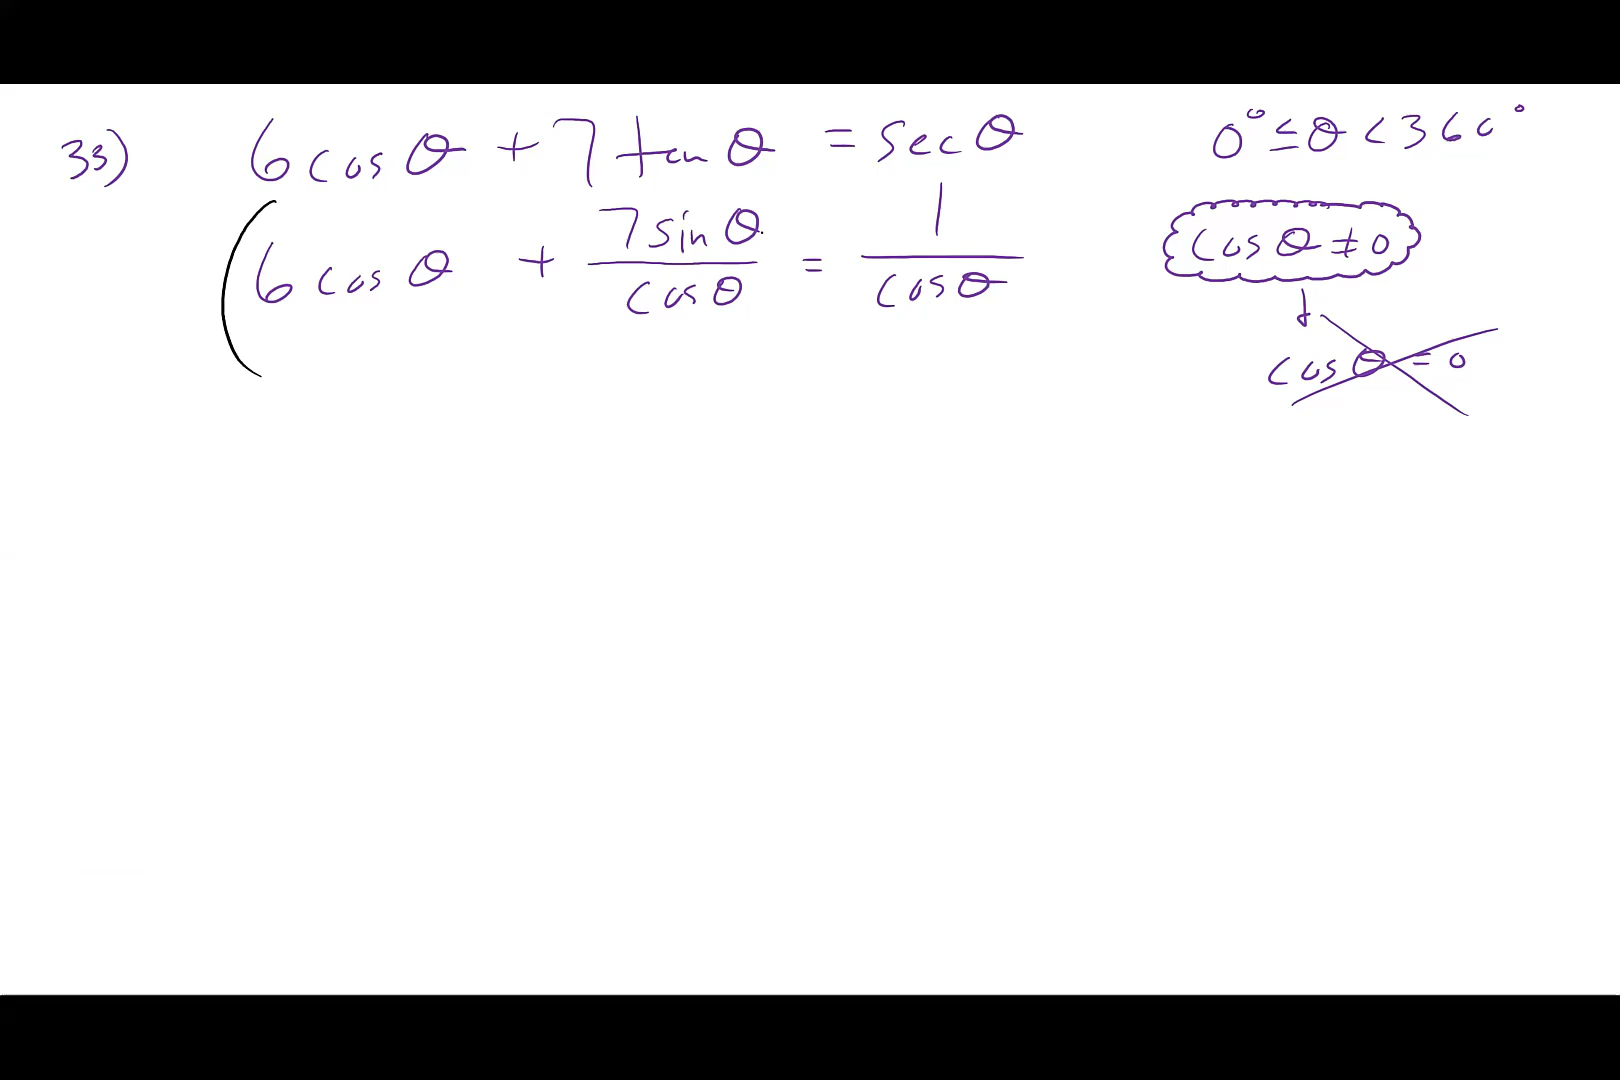 33) 6 cos θ + 7 tan θ = sec θ 0° ≤ θ < 360°
(6 cos θ + 7 sin θ / cos θ = 1 / cos θ cos θ ≠ 0
cos θ = 0